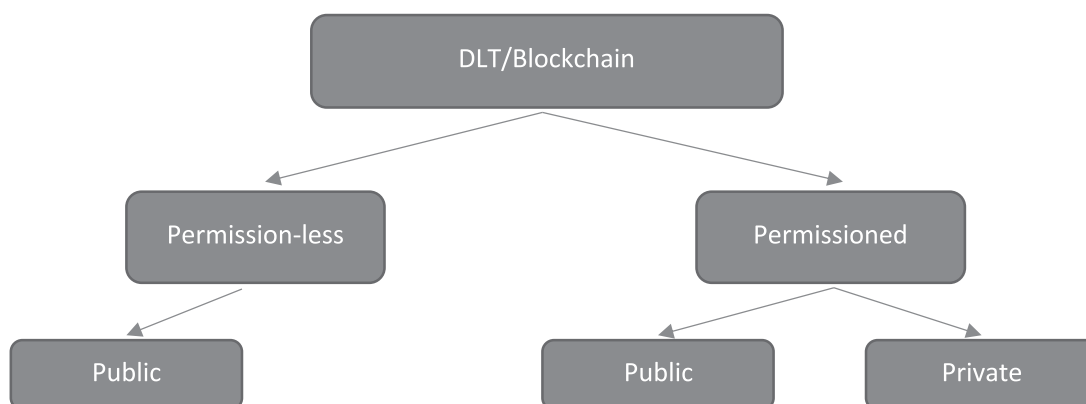 DLT/Blockchain
Permission-less
Permissioned
Public
Public
Private